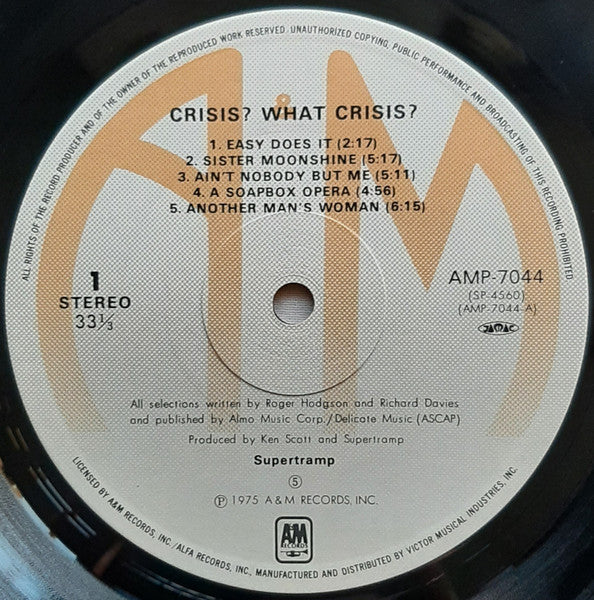 ALL RIGHTS OF THE RECORD PRODUCER AND OF THE OWNER OF THE REPRODUCED WORK RESERVED. UNAUTHORIZED COPYING, PUBLIC PERFORMANCE AND BROADCASTING OF THIS RECORDING PROHIBITED
CRISIS? WHAT CRISIS?
1. EASY DOES IT (2:17)
2. SISTER MOONSHINE (5:17)
3. AIN'T NOBODY BUT ME (5:11)
4. A SOAPBOX OPERA (4:56)
5. ANOTHER MAN'S WOMAN (6:15)
1
STEREO
33⅓
AMP-7044
(SP-4560)
(AMP-7044-A)
JAMAC
All selections written by Roger Hodgson and Richard Davies
and published by Almo Music Corp./Delicate Music (ASCAP)
Produced by Ken Scott and Supertramp
Supertramp
⑤
Ⓟ 1975 A&M RECORDS, INC.
A&M
RECORDS
LICENSED BY A&M RECORDS, INC./ALFA RECORDS, INC., MANUFACTURED AND DISTRIBUTED BY VICTOR MUSICAL INDUSTRIES, INC.